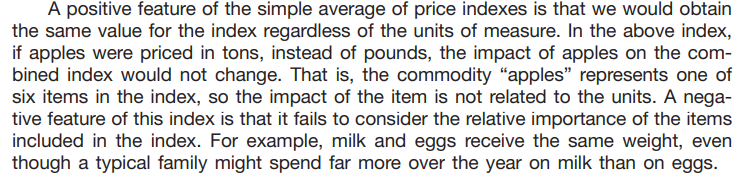 A positive feature of the simple average of price indexes is that we would obtain
the same value for the index regardless of the units of measure. In the above index,
if apples were priced in tons, instead of pounds, the impact of apples on the com-
bined index would not change. That is, the commodity “apples” represents one of
six items in the index, so the impact of the item is not related to the units. A nega-
tive feature of this index is that it fails to consider the relative importance of the items
included in the index. For example, milk and eggs receive the same weight, even
though a typical family might spend far more over the year on milk than on eggs.